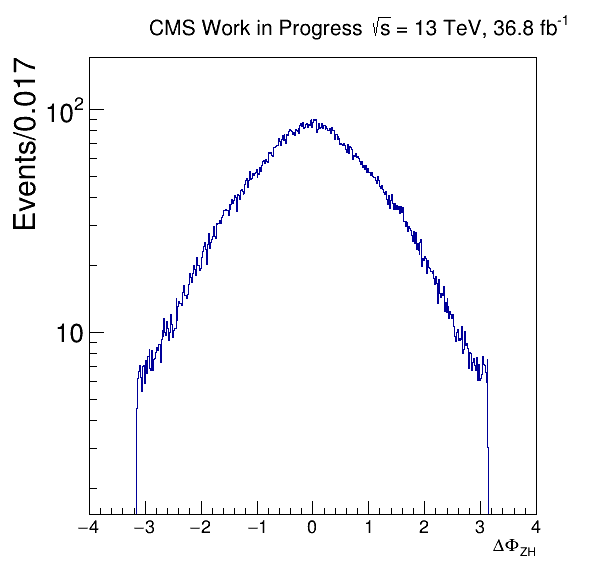 CMS Work in Progress √s = 13 TeV, 36.8 fb⁻¹
Events/0.017
10²
10
−4 −3 −2 −1 0 1 2 3 4
ΔΦ_ZH